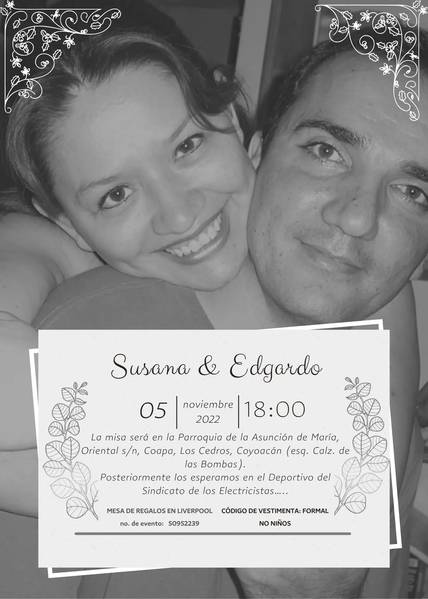 Susana & Edgardo
05 | noviembre 2022 | 18:00
La misa será en la Parroquia de la Asunción de María,
Oriental s/n, Coapa, Los Cedros, Coyoacán (esq. Calz. de
las Bombas).
Posteriormente los esperamos en el Deportivo del
Sindicato de los Electricistas.....
MESA DE REGALOS EN LIVERPOOL CÓDIGO DE VESTIMENTA: FORMAL
no. de evento: 50952239 NO NIÑOS